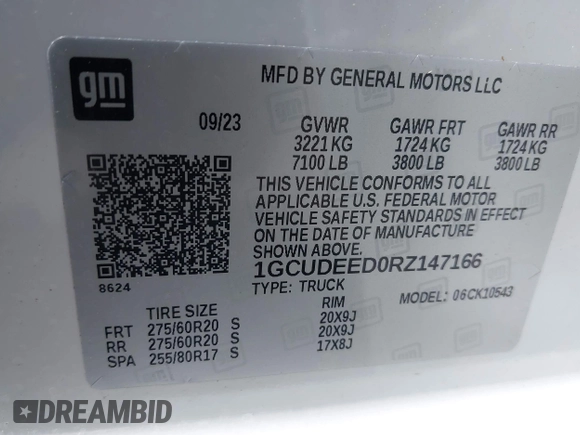 gm
MFD BY GENERAL MOTORS LLC
09/23 GVWR GAWR FRT GAWR RR
3221 KG 1724 KG 1724 KG
7100 LB 3800 LB 3800 LB
THIS VEHICLE CONFORMS TO ALL
APPLICABLE U.S. FEDERAL MOTOR
VEHICLE SAFETY STANDARDS IN EFFECT
ON THE DATE OF MANUFACTURE
SHOWN ABOVE.
1GCUDEED0RZ147166
8624
TYPE: TRUCK MODEL: 06CK10543
TIRE SIZE RIM
FRT 275/60R20 S 20X9J
RR 275/60R20 S 20X9J
SPA 255/80R17 S 17X8J
DREAMBID